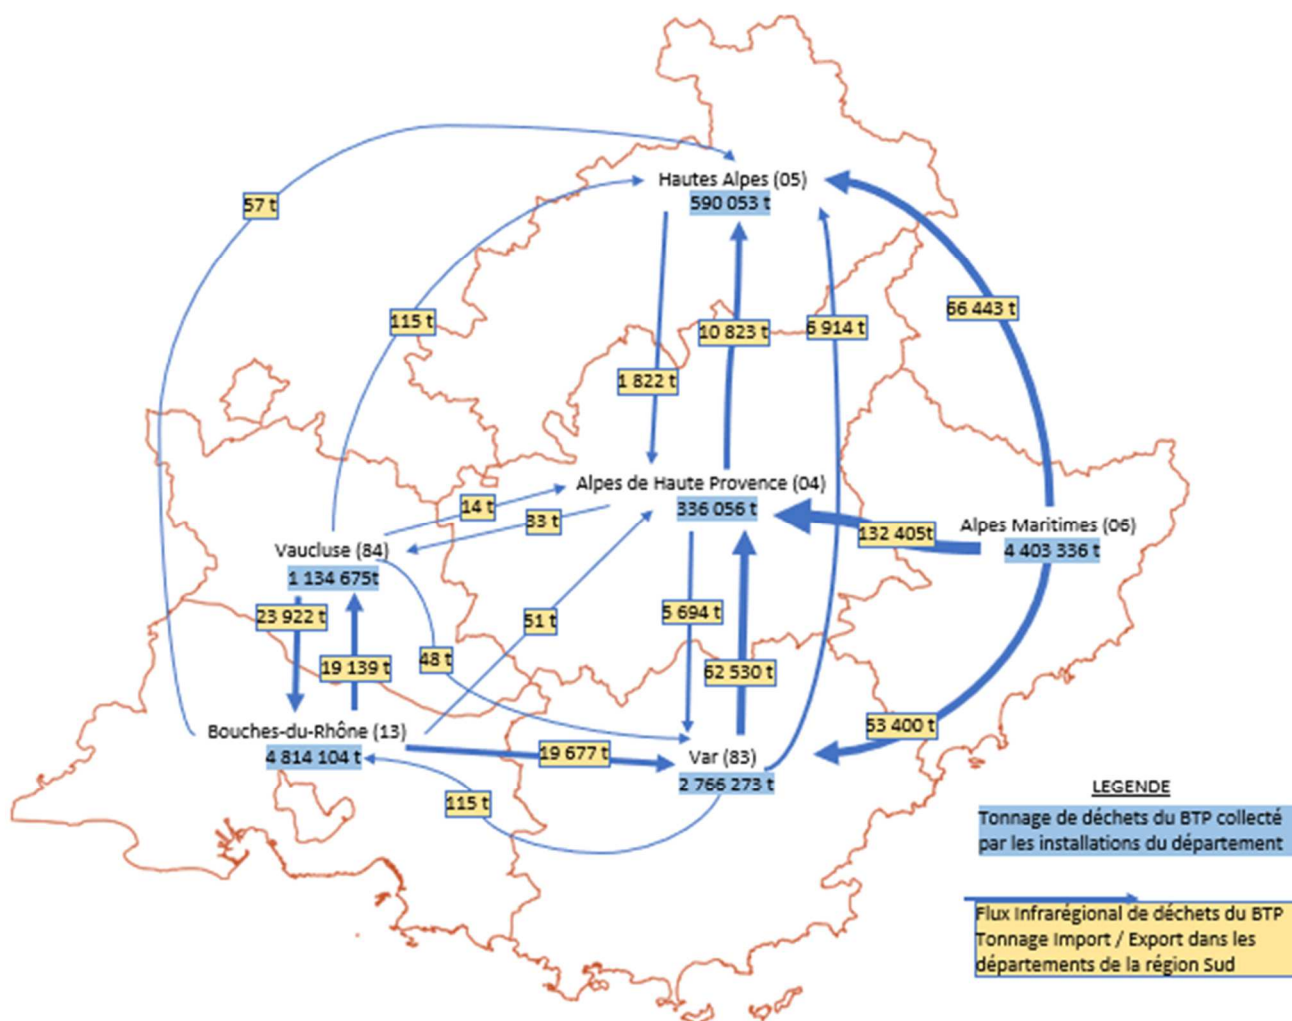 Hautes Alpes (05)
590 053 t
57 t
66 443 t
115 t
10 823 t
6 914 t
1 822 t
Alpes de Haute Provence (04)
336 056 t
14 t
33 t
132 405t
Alpes Maritimes (06)
4 403 336 t
Vaucluse (84)
1 134 675t
23 922 t
51 t
5 694 t
48 t
19 139 t
62 530 t
53 400 t
Bouches-du-Rhône (13)
4 814 104 t
19 677 t
Var (83)
2 766 273 t
115 t
LEGENDE
Tonnage de déchets du BTP collecté
par les installations du département
Flux Infrarégional de déchets du BTP
Tonnage Import / Export dans les
départements de la région Sud